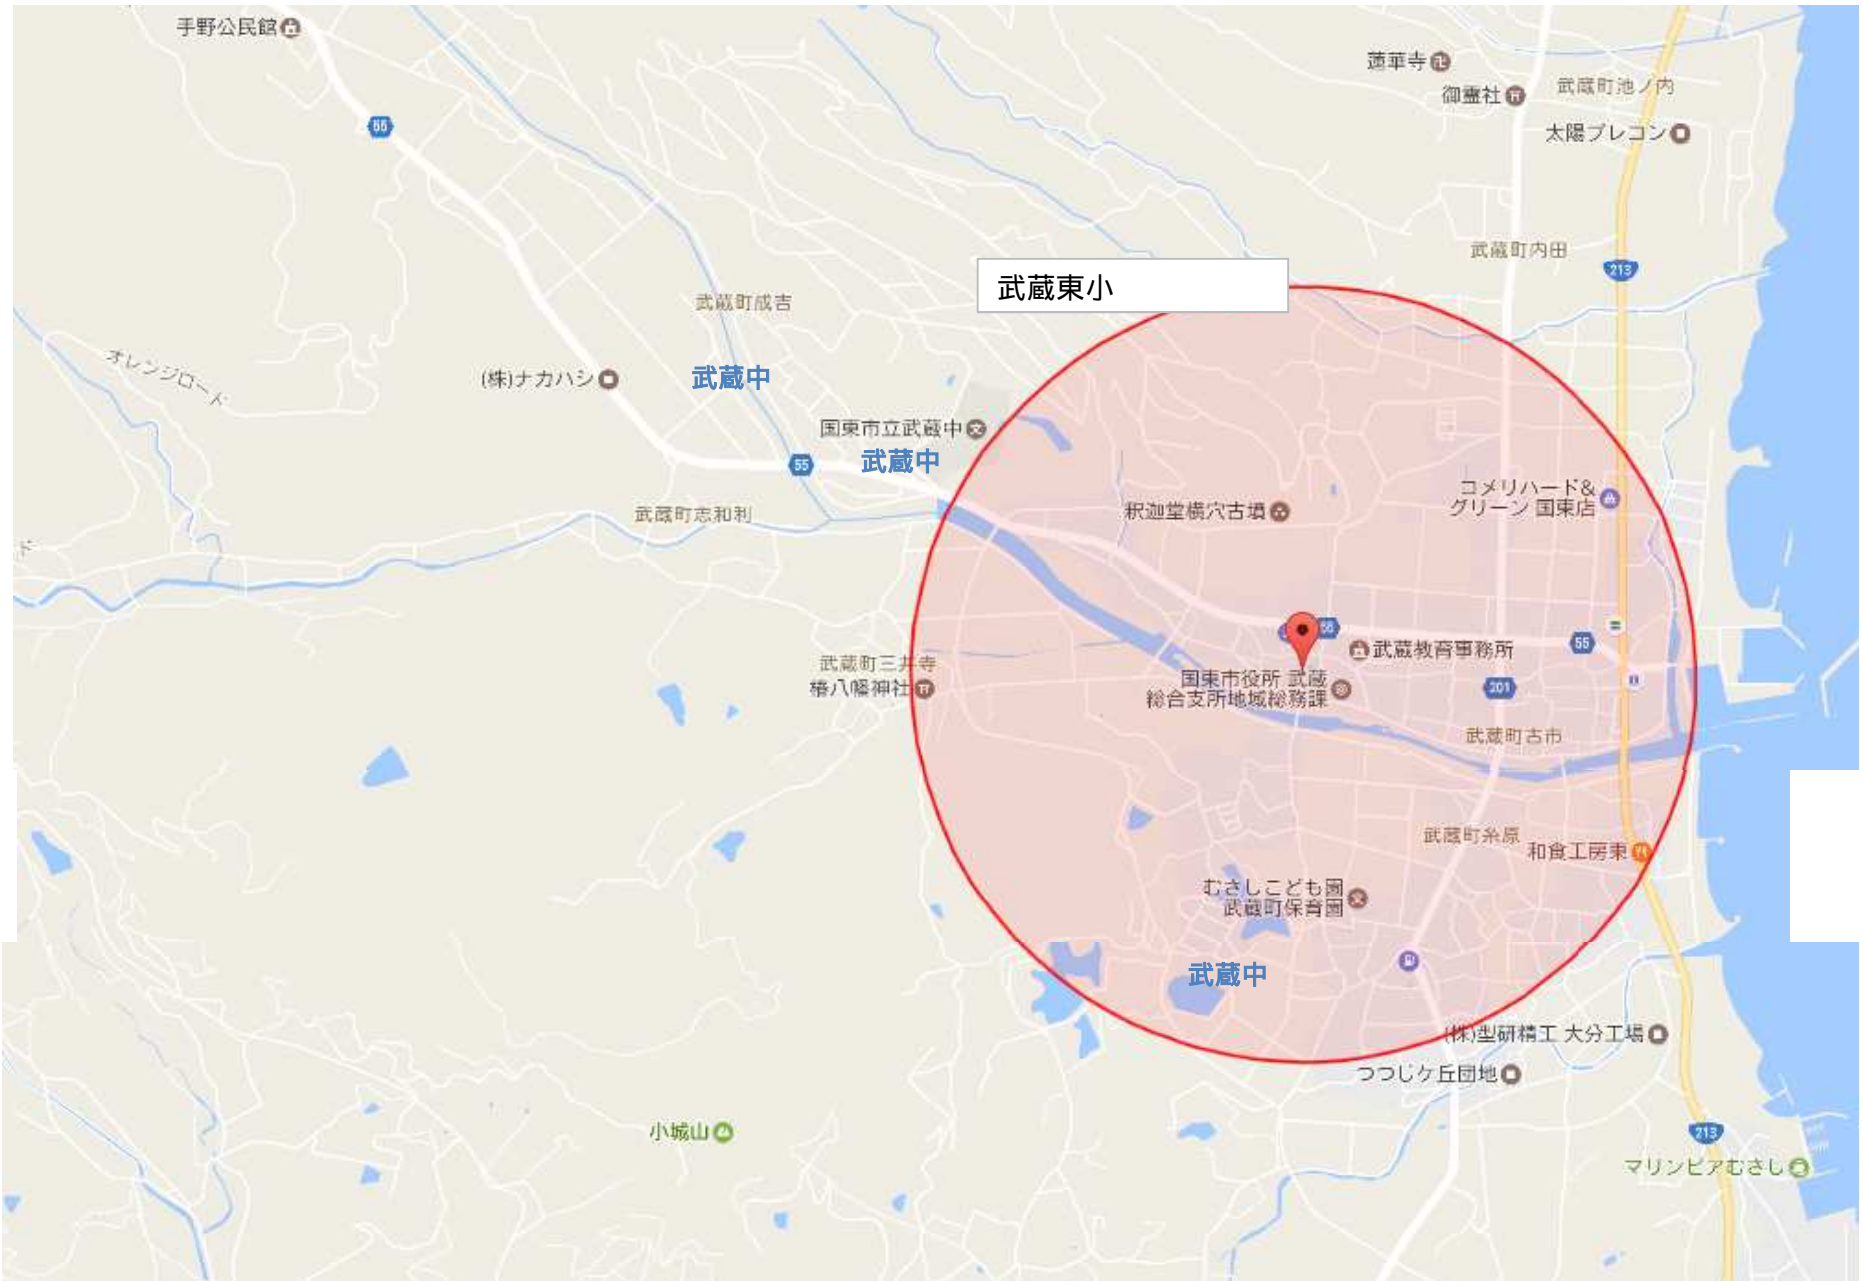 手野公民館
蓮華寺
御霊社
武蔵町池ノ内
太陽ブレコン
55
武蔵町内田
213
武蔵東小
武蔵町成吉
オレンジロード
(株)ナカハシ
武蔵中
国東市立武蔵中
武蔵中
55
武蔵町志和利
釈迦堂横穴古墳
コメリハード&
グリーン 国東店
ド
55
武蔵教育事務所
55
武蔵町三井寺
椿八幡神社
国東市役所 武蔵
総合支所地域総務課
201
武蔵町古市
武蔵町糸原
和食工房東
むさしこども園
武蔵町保育園
武蔵中
(株)型研精工 大分工場
つつじケ丘団地
小城山
213
マリンピアむさし